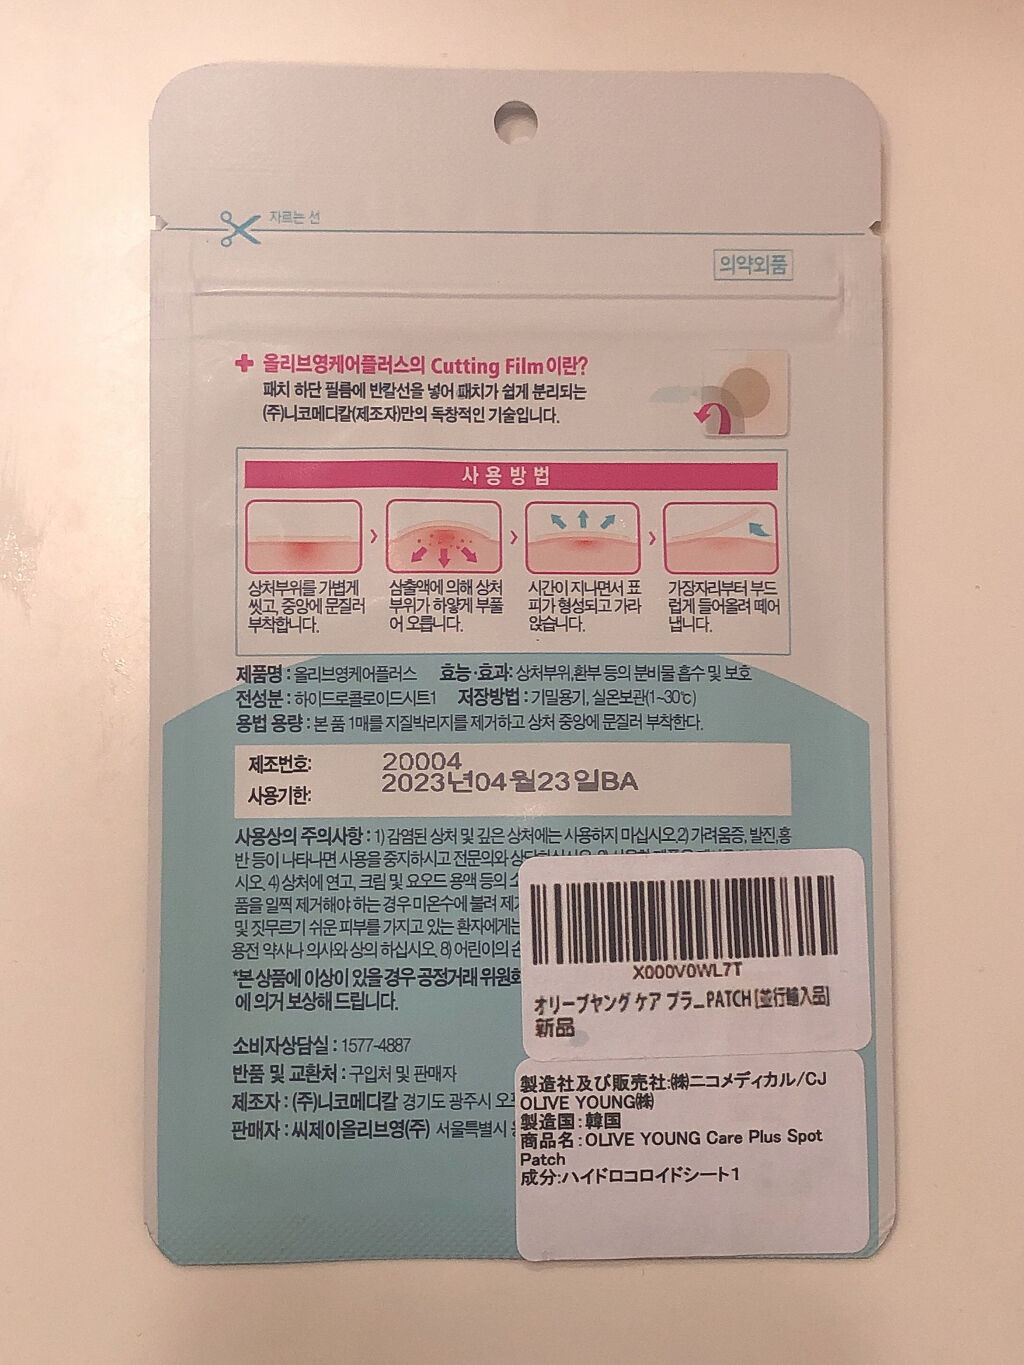 자르는 선
의약외품
올리브영케어플러스의 Cutting Film이란?
패치 하단 필름에 반칼선을 넣어 패치가 쉽게 분리되는
(주)니코메디칼(제조자)만의 독창적인 기술입니다.
사용방법
상처부위를 가볍게
씻고, 중앙에 문질러
부착합니다.
삼출액에 의해 상처
부위가 하얗게 부풀
어 오릅니다.
시간이 지나면서 표
피가 형성되고 가라
앉습니다.
가장자리부터 부드
럽게 들어올려 떼어
냅니다.
제품명 : 올리브영케어플러스 효능·효과: 상처부위,환부 등의 분비물 흡수 및 보호
전성분 : 하이드로콜로이드시트1 저장방법 : 기밀용기, 실온보관(1~30℃)
용법 용량 : 본 품 1매를 지질박리지를 제거하고 상처 중앙에 문질러 부착한다.
제조번호: 20004
사용기한: 2023년04월23일BA
사용상의 주의사항 : 1) 감염된 상처 및 깊은 상처에는 사용하지 마십시오.2) 가려움증, 발진,홍
반 등이 나타나면 사용을 중지하시고 전문의와
시오. 4) 상처에 연고, 크림 및 요오드 용액 등의
품을 일찍 제거해야 하는 경우 미온수에 불려
및 짓무르기 쉬운 피부를 가지고 있는 환자에게는
용전 약사나 의사와 상의 하십시오. 8) 어린이의
*본 상품에 이상이 있을 경우 공정거래 위원회
에 의거 보상해 드립니다.
소비자상담실 : 1577-4887
반품 및 교환처 : 구입처 및 판매자
제조자 : (주)니코메디칼 경기도 광주시
판매자 : 씨제이올리브영(주) 서울특별시
X000V0WL7T
オリーブヤング ケア プラ_ PATCH [並行輸入品]
新品
製造社及び販売社:㈱ニコメディカル/CJ
OLIVE YOUNG㈱
製造国:韓国
商品名:OLIVE YOUNG Care Plus Spot
Patch
成分:ハイドロコロイドシート1